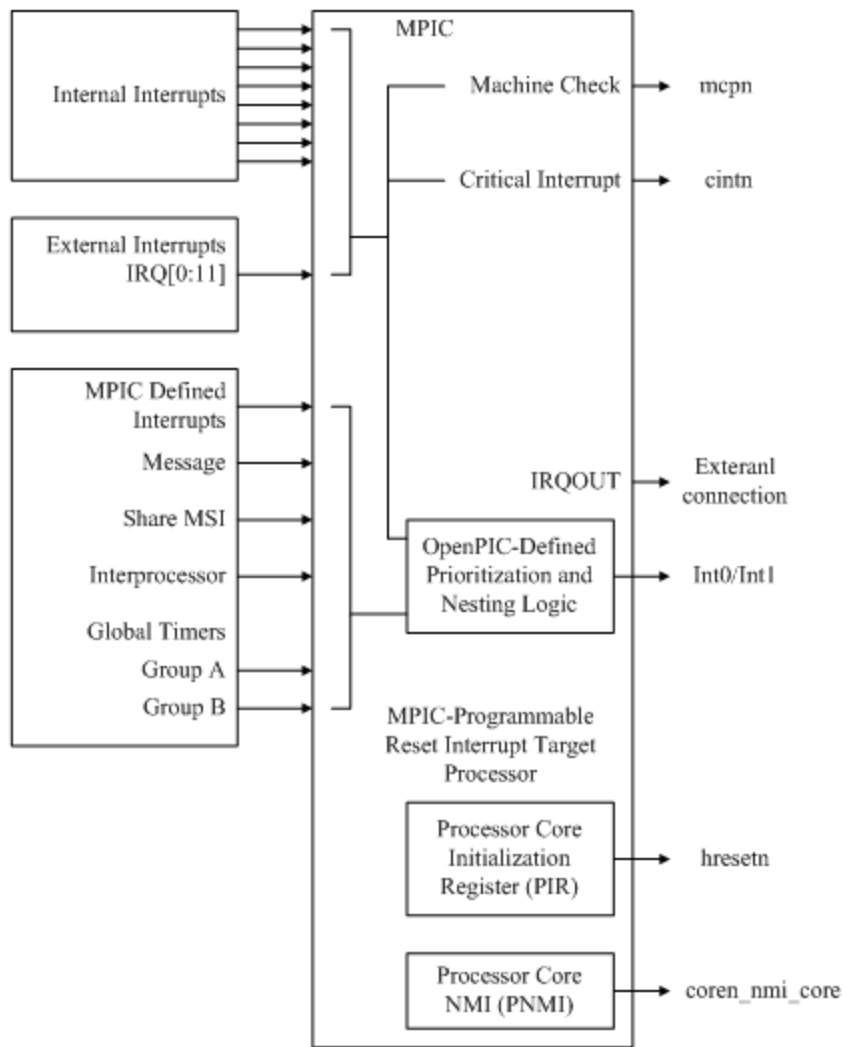 Internal Interrupts
External Interrupts
IRQ[0:11]
MPIC Defined
Interrupts
Message
Share MSI
Interprocessor
Global Timers
Group A
Group B
MPIC
Machine Check
mcpn
Critical Interrupt
cintn
IRQOUT
Exteranl
connection
OpenPIC-Defined
Prioritization and
Nesting Logic
Int0/Int1
MPIC-Programmable
Reset Interrupt Target
Processor
Processor Core
Initialization
Register (PIR)
hresetn
Processor Core
NMI (PNMI)
coren_nmi_core